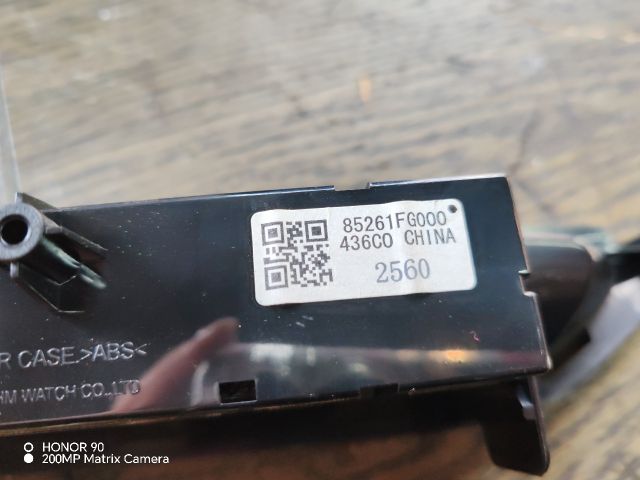 85261FG000
436C0 CHINA
2560
R CASE.>ABS<
HM WATCH CO.,LTD
HONOR 90
200MP Matrix Camera